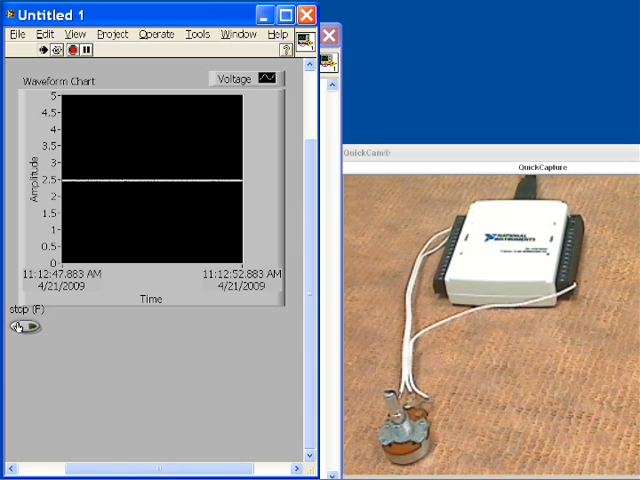 Untitled 1
File Edit View Project Operate Tools Window Help
?
Waveform Chart
Voltage
5
4.5
4
3.5
3
2.5
2
1.5
1
0.5
0
Amplitude
11:12:47.883 AM
4/21/2009
11:12:52.883 AM
4/21/2009
Time
stop (F)
QuickCam®
QuickCapture
NATIONAL
INSTRUMENTS